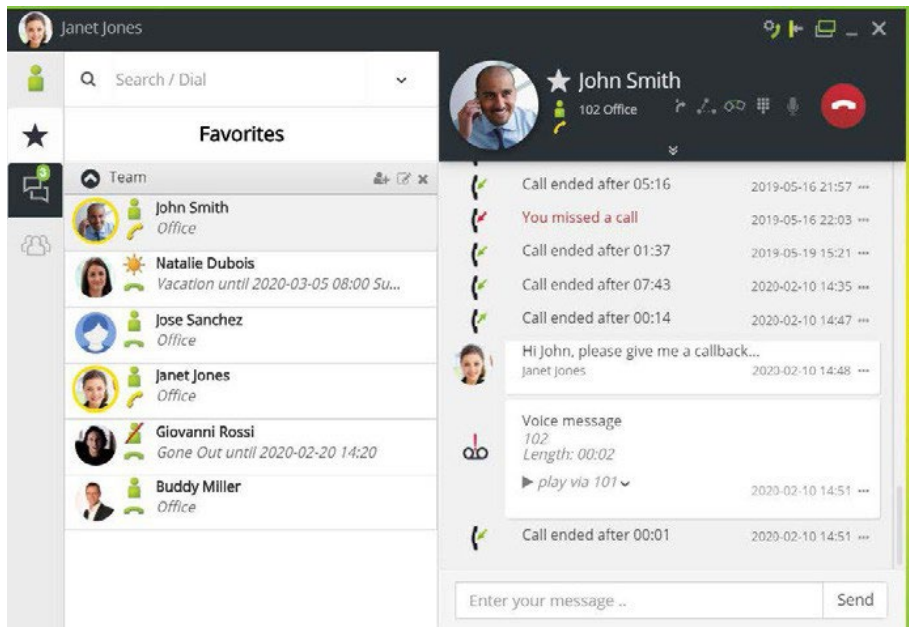 Janet Jones
Search / Dial
Favorites
Team
John Smith
Office
Natalie Dubois
Vacation until 2020-03-05 08:00 Su...
Jose Sanchez
Office
Janet Jones
Office
Giovanni Rossi
Gone Out until 2020-02-20 14:20
Buddy Miller
Office
3
John Smith
102 Office
Call ended after 05:16 2019-05-16 21:57 ...
You missed a call 2019-05-16 22:03 ...
Call ended after 01:37 2019-05-19 15:21 ...
Call ended after 07:43 2020-02-10 14:35 ...
Call ended after 00:14 2020-02-10 14:47 ...
Hi John, please give me a callback...
Janet Jones 2020-02-10 14:48 ...
Voice message
102
Length: 00:02
play via 101
2020-02-10 14:51 ...
Call ended after 00:01 2020-02-10 14:51 ...
Enter your message .. Send